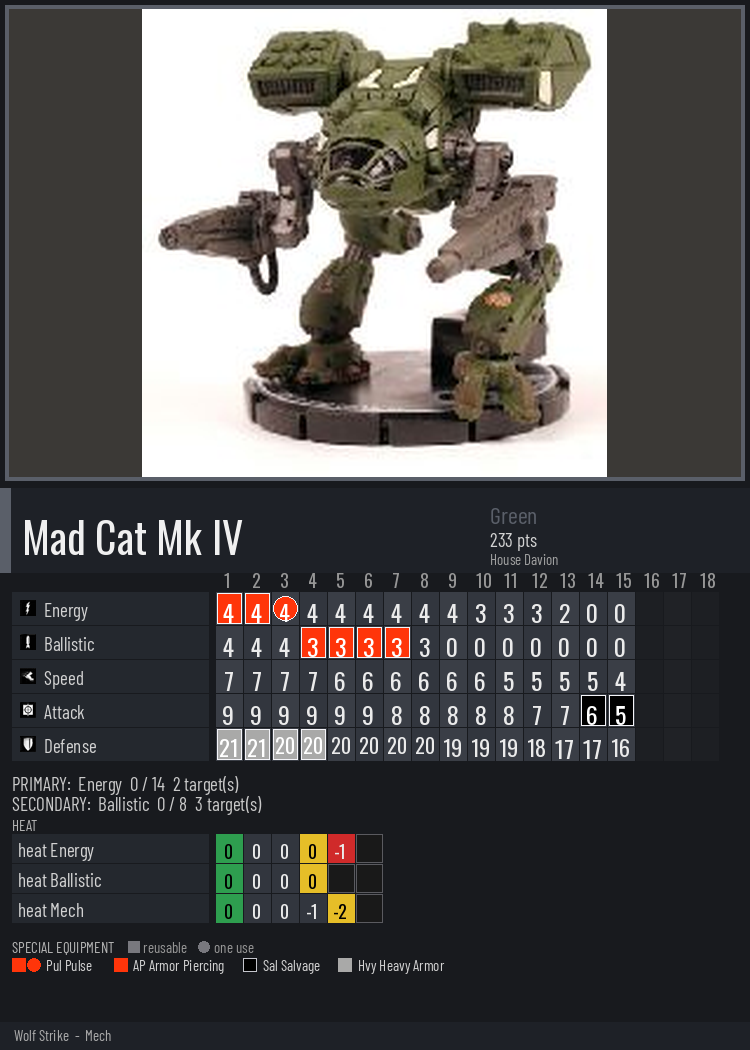 Mad Cat Mk IV
Green
233 pts
House Davion
1 2 3 4 5 6 7 8 9 10 11 12 13 14 15 16 17 18
Energy 4 4 4 4 4 4 4 4 4 3 3 3 2 0 0
Ballistic 4 4 4 3 3 3 3 3 0 0 0 0 0 0 0
Speed 7 7 7 7 6 6 6 6 6 6 5 5 5 5 4
Attack 9 9 9 9 9 9 8 8 8 8 8 7 7 6 5
Defense 21 21 20 20 20 20 20 20 19 19 19 18 17 17 16
PRIMARY: Energy 0 / 14 2 target(s)
SECONDARY: Ballistic 0 / 8 3 target(s)
HEAT
heat Energy 0 0 0 0 -1
heat Ballistic 0 0 0 0
heat Mech 0 0 0 -1 -2
SPECIAL EQUIPMENT reusable one use
Pul Pulse AP Armor Piercing Sal Salvage Hvy Heavy Armor
Wolf Strike - Mech